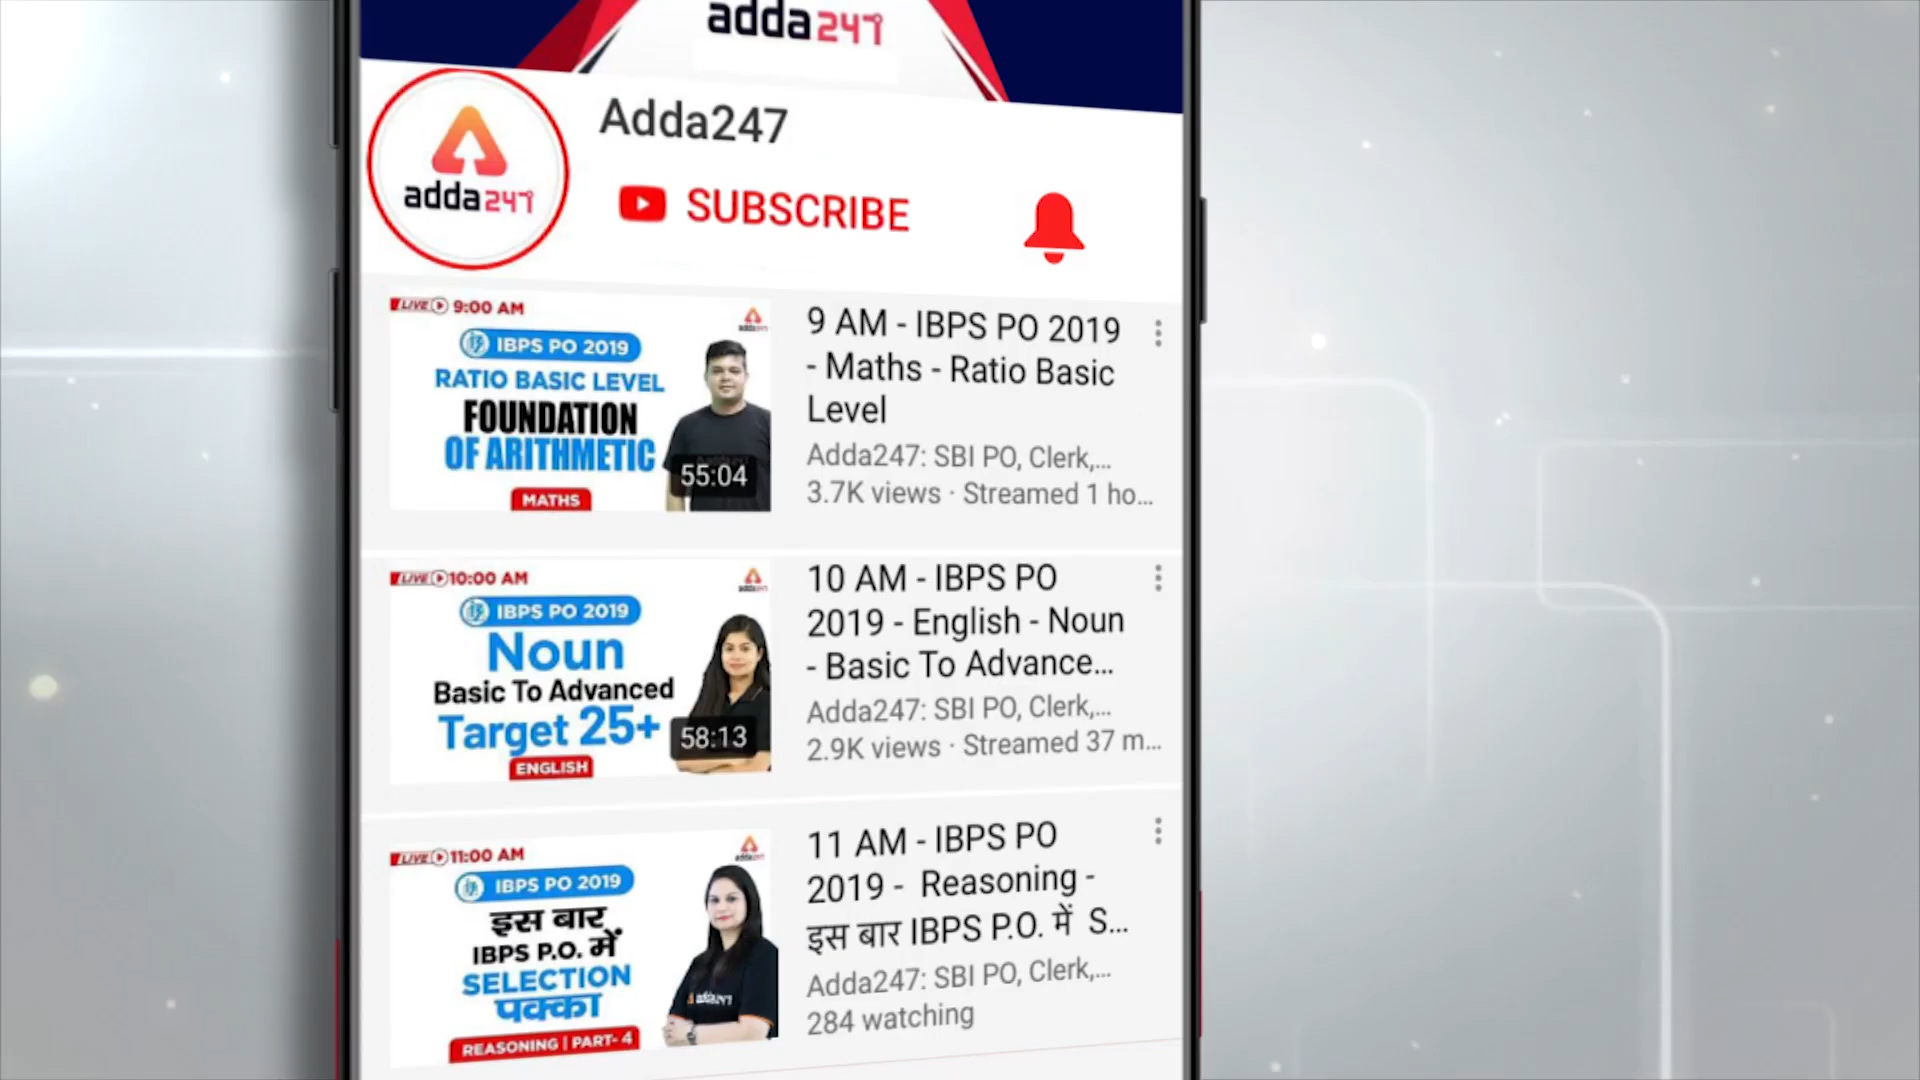 adda247
Adda247
adda247
SUBSCRIBE
LIVE 9:00 AM
adda247
IBPS PO 2019
RATIO BASIC LEVEL
FOUNDATION
OF ARITHMETIC
55:04
MATHS
9 AM - IBPS PO 2019
- Maths - Ratio Basic
Level
Adda247: SBI PO, Clerk,...
3.7K views · Streamed 1 ho...
LIVE 10:00 AM
adda247
IBPS PO 2019
Noun
Basic To Advanced
Target 25+
58:13
ENGLISH
10 AM - IBPS PO
2019 - English - Noun
- Basic To Advance...
Adda247: SBI PO, Clerk,...
2.9K views · Streamed 37 m...
LIVE 11:00 AM
adda247
IBPS PO 2019
इस बार
IBPS P.O. में
SELECTION
पक्का
adda247
REASONING | PART- 4
11 AM - IBPS PO
2019 - Reasoning -
इस बार IBPS P.O. में S...
Adda247: SBI PO, Clerk,...
284 watching